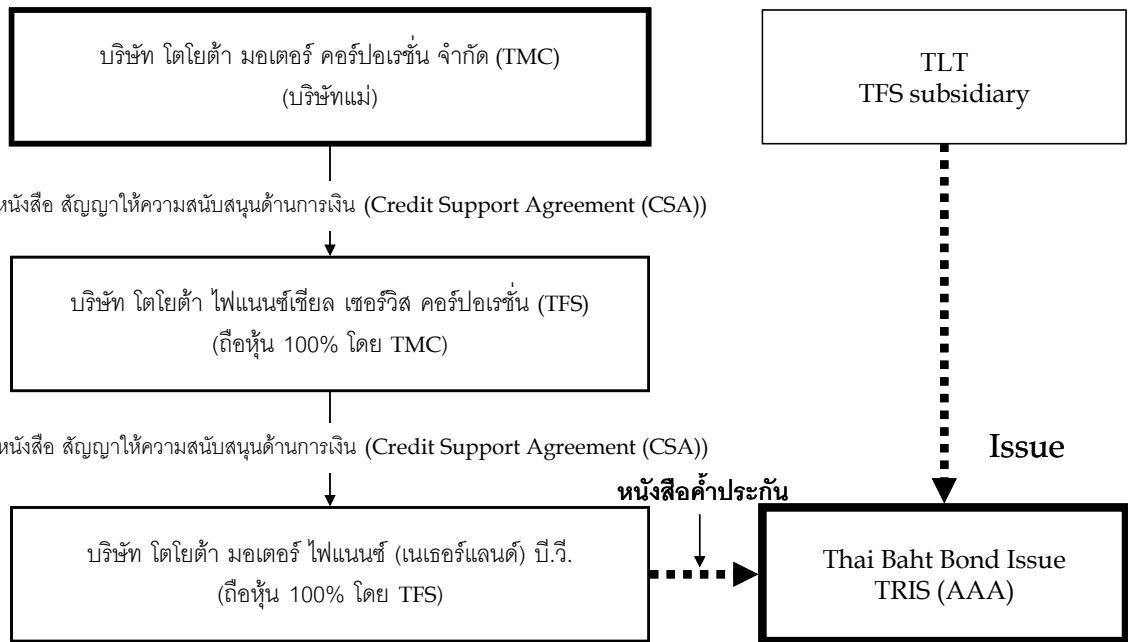 บริษัท โตโยต้า มอเตอร์ คอร์ปอเรชั่น จำกัด (TMC)
(บริษัทแม่)
TLT
TFS subsidiary
หนังสือ สัญญาให้ความสนับสนุนด้านการเงิน (Credit Support Agreement (CSA))
บริษัท โตโยต้า ไฟแนนซ์เชียล เซอร์วิส คอร์ปอเรชั่น (TFS)
(ถือหุ้น 100% โดย TMC)
หนังสือ สัญญาให้ความสนับสนุนด้านการเงิน (Credit Support Agreement (CSA))
Issue
หนังสือค้ำประกัน
บริษัท โตโยต้า มอเตอร์ ไฟแนนซ์ (เนเธอร์แลนด์) บี.วี.
(ถือหุ้น 100% โดย TFS)
Thai Baht Bond Issue
TRIS (AAA)